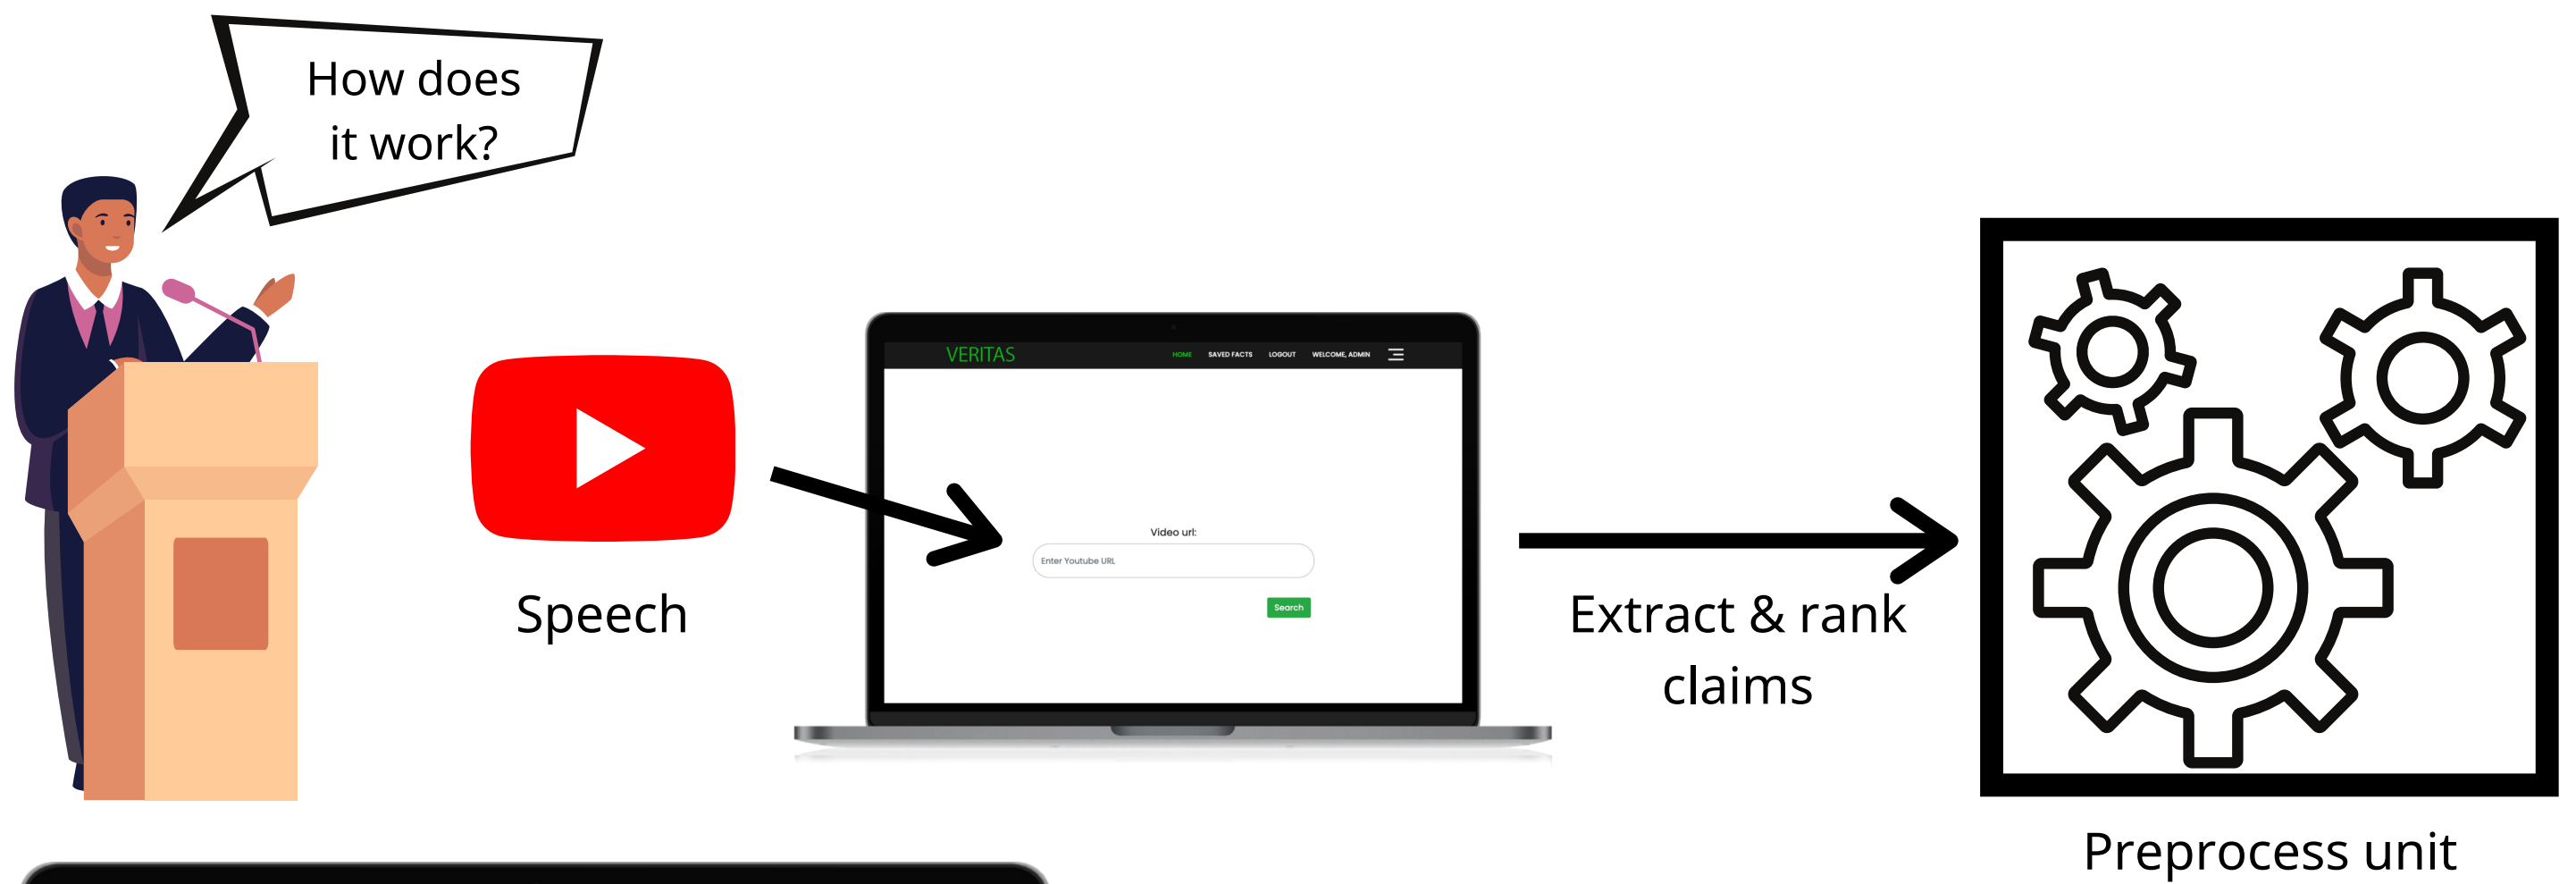 How does
it work?
VERITAS
HOME SAVED FACTS LOGOUT WELCOME, ADMIN
Video url:
Enter Youtube URL
Search
Speech
Extract & rank
claims
Preprocess unit